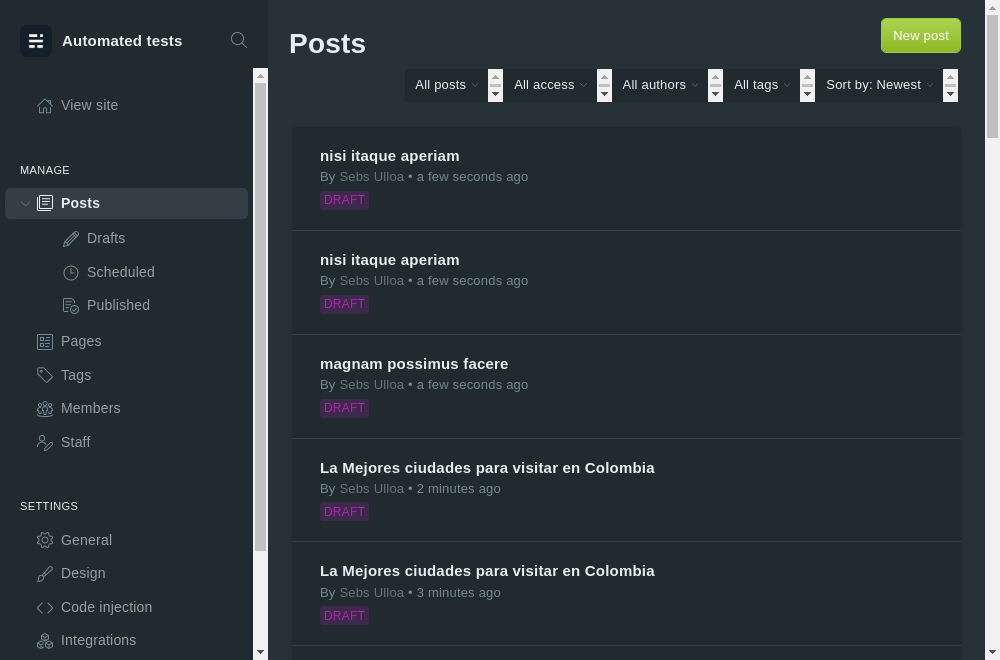 Automated tests
View site
MANAGE
Posts
Drafts
Scheduled
Published
Pages
Tags
Members
Staff
SETTINGS
General
Design
Code injection
Integrations
Posts
New post
All posts
All access
All authors
All tags
Sort by: Newest
nisi itaque aperiam
By Sebs Ulloa • a few seconds ago
DRAFT
nisi itaque aperiam
By Sebs Ulloa • a few seconds ago
DRAFT
magnam possimus facere
By Sebs Ulloa • a few seconds ago
DRAFT
La Mejores ciudades para visitar en Colombia
By Sebs Ulloa • 2 minutes ago
DRAFT
La Mejores ciudades para visitar en Colombia
By Sebs Ulloa • 3 minutes ago
DRAFT